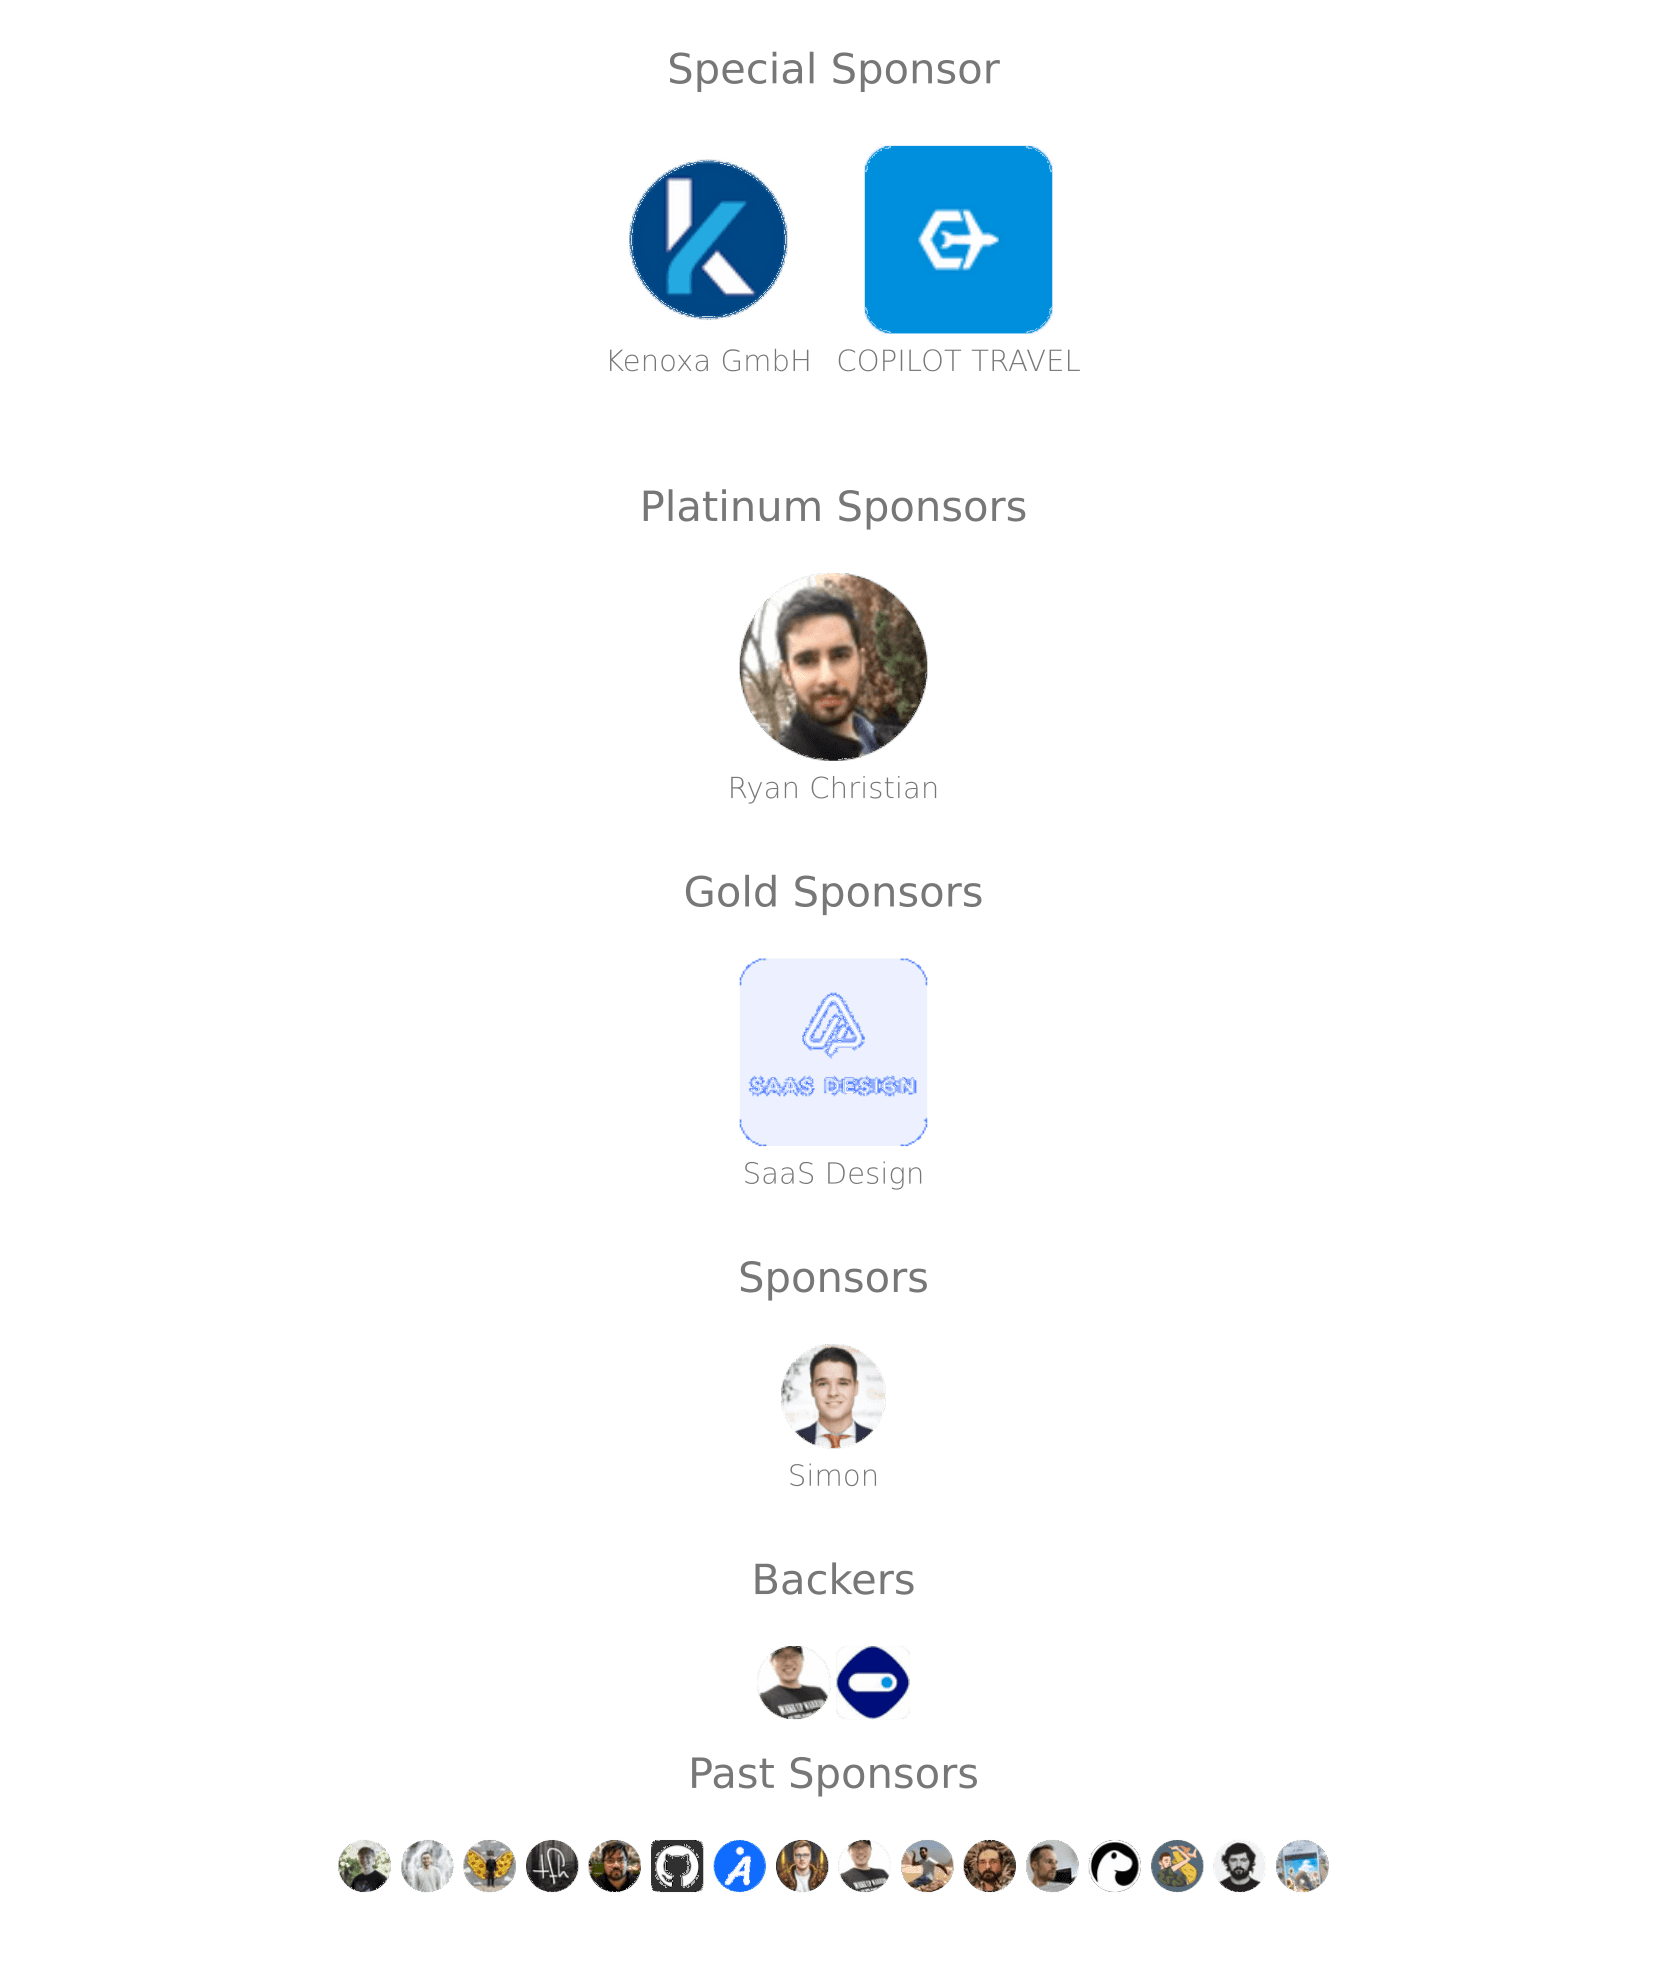 Special Sponsor
Kenoxa GmbH COPILOT TRAVEL
Platinum Sponsors
Ryan Christian
Gold Sponsors
SAAS DESIGN
SaaS Design
Sponsors
Simon
Backers
Past Sponsors